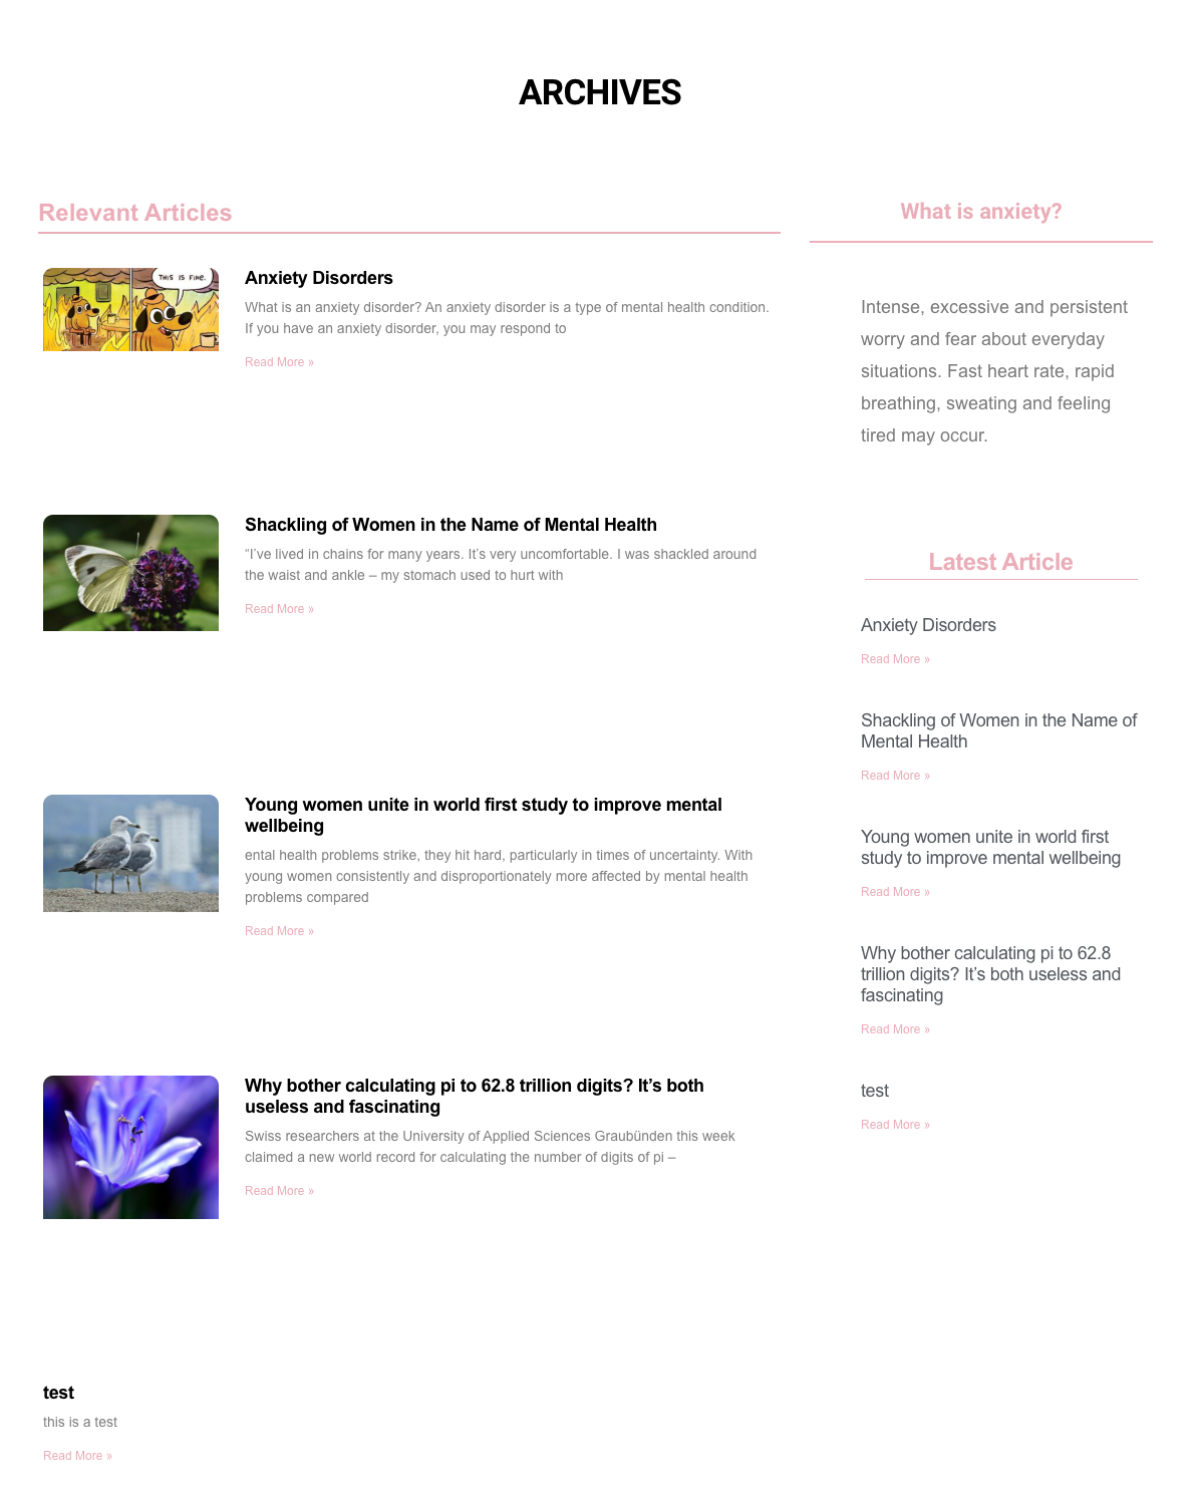 ARCHIVES
Relevant Articles
THIS IS FINE.
Anxiety Disorders
What is an anxiety disorder? An anxiety disorder is a type of mental health condition.
If you have an anxiety disorder, you may respond to
Read More »
Shackling of Women in the Name of Mental Health
“I’ve lived in chains for many years. It’s very uncomfortable. I was shackled around
the waist and ankle – my stomach used to hurt with
Read More »
Young women unite in world first study to improve mental
wellbeing
ental health problems strike, they hit hard, particularly in times of uncertainty. With
young women consistently and disproportionately more affected by mental health
problems compared
Read More »
Why bother calculating pi to 62.8 trillion digits? It’s both
useless and fascinating
Swiss researchers at the University of Applied Sciences Graubünden this week
claimed a new world record for calculating the number of digits of pi –
Read More »
test
this is a test
Read More »
What is anxiety?
Intense, excessive and persistent
worry and fear about everyday
situations. Fast heart rate, rapid
breathing, sweating and feeling
tired may occur.
Latest Article
Anxiety Disorders
Read More »
Shackling of Women in the Name of
Mental Health
Read More »
Young women unite in world first
study to improve mental wellbeing
Read More »
Why bother calculating pi to 62.8
trillion digits? It’s both useless and
fascinating
Read More »
test
Read More »